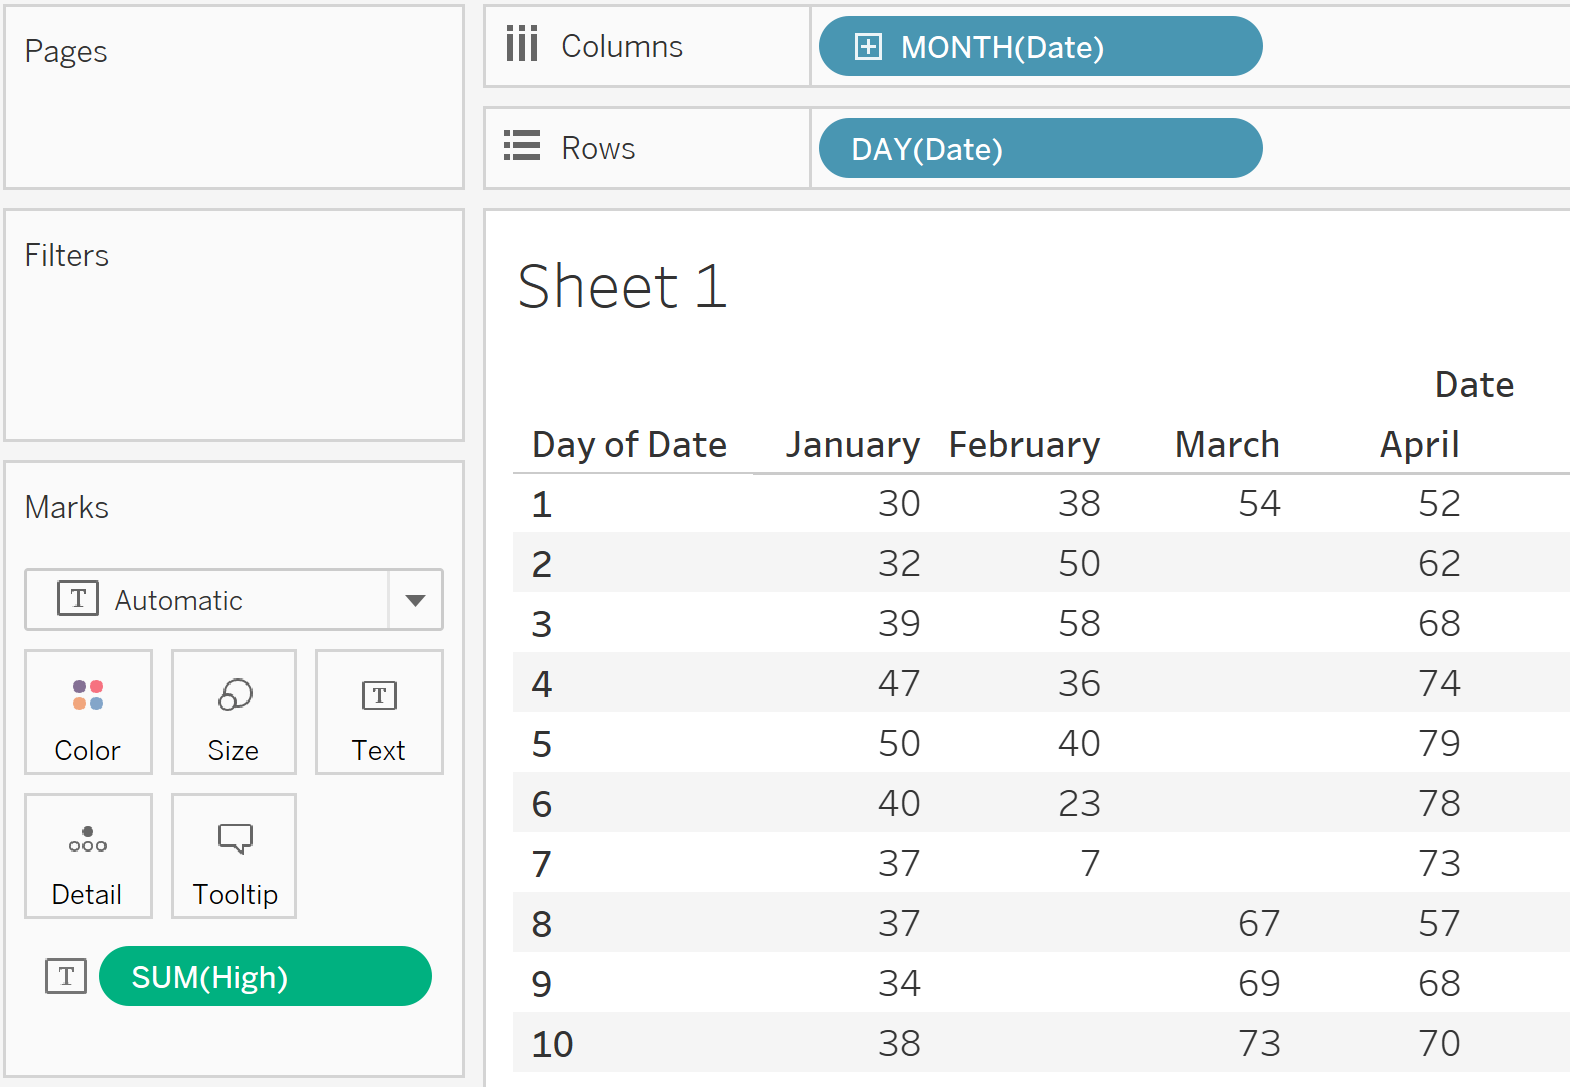 Pages
Columns
MONTH(Date)
Rows
DAY(Date)
Filters
Marks
T Automatic
Color Size Text
Detail Tooltip
T SUM(High)
Sheet 1
Date
Day of Date January February March April
1 30 38 54 52
2 32 50 62
3 39 58 68
4 47 36 74
5 50 40 79
6 40 23 78
7 37 7 73
8 37 67 57
9 34 69 68
10 38 73 70